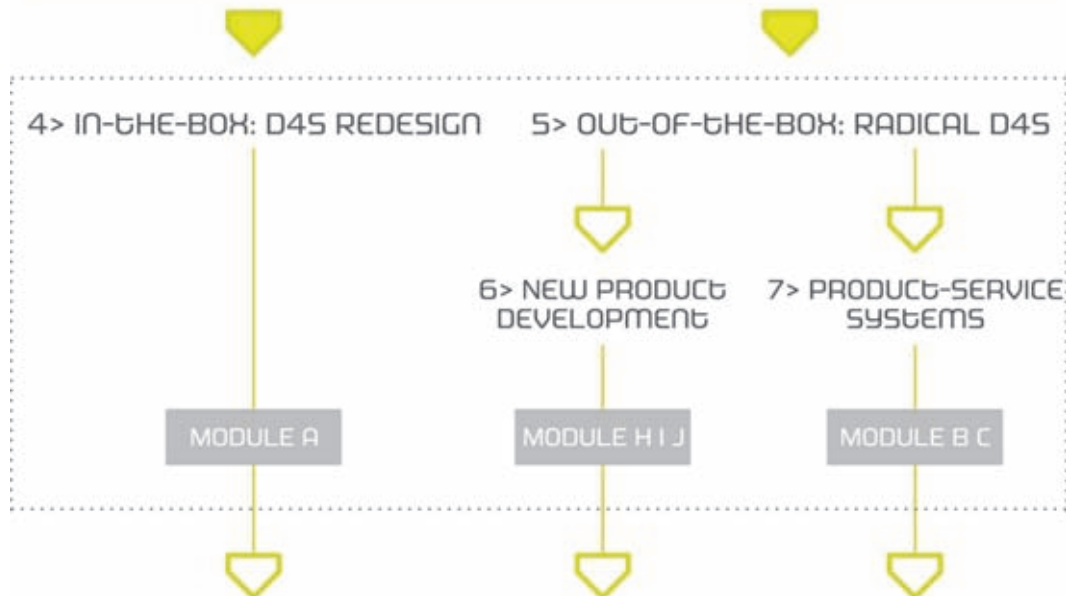 4> IN-THE-BOX: D4S REDESIGN
5> OUT-OF-THE-BOX: RADICAL D4S
6> NEW PRODUCT
DEVELOPMENT
7> PRODUCT-SERVICE
SYSTEMS
MODULE A
MODULE H I J
MODULE B C